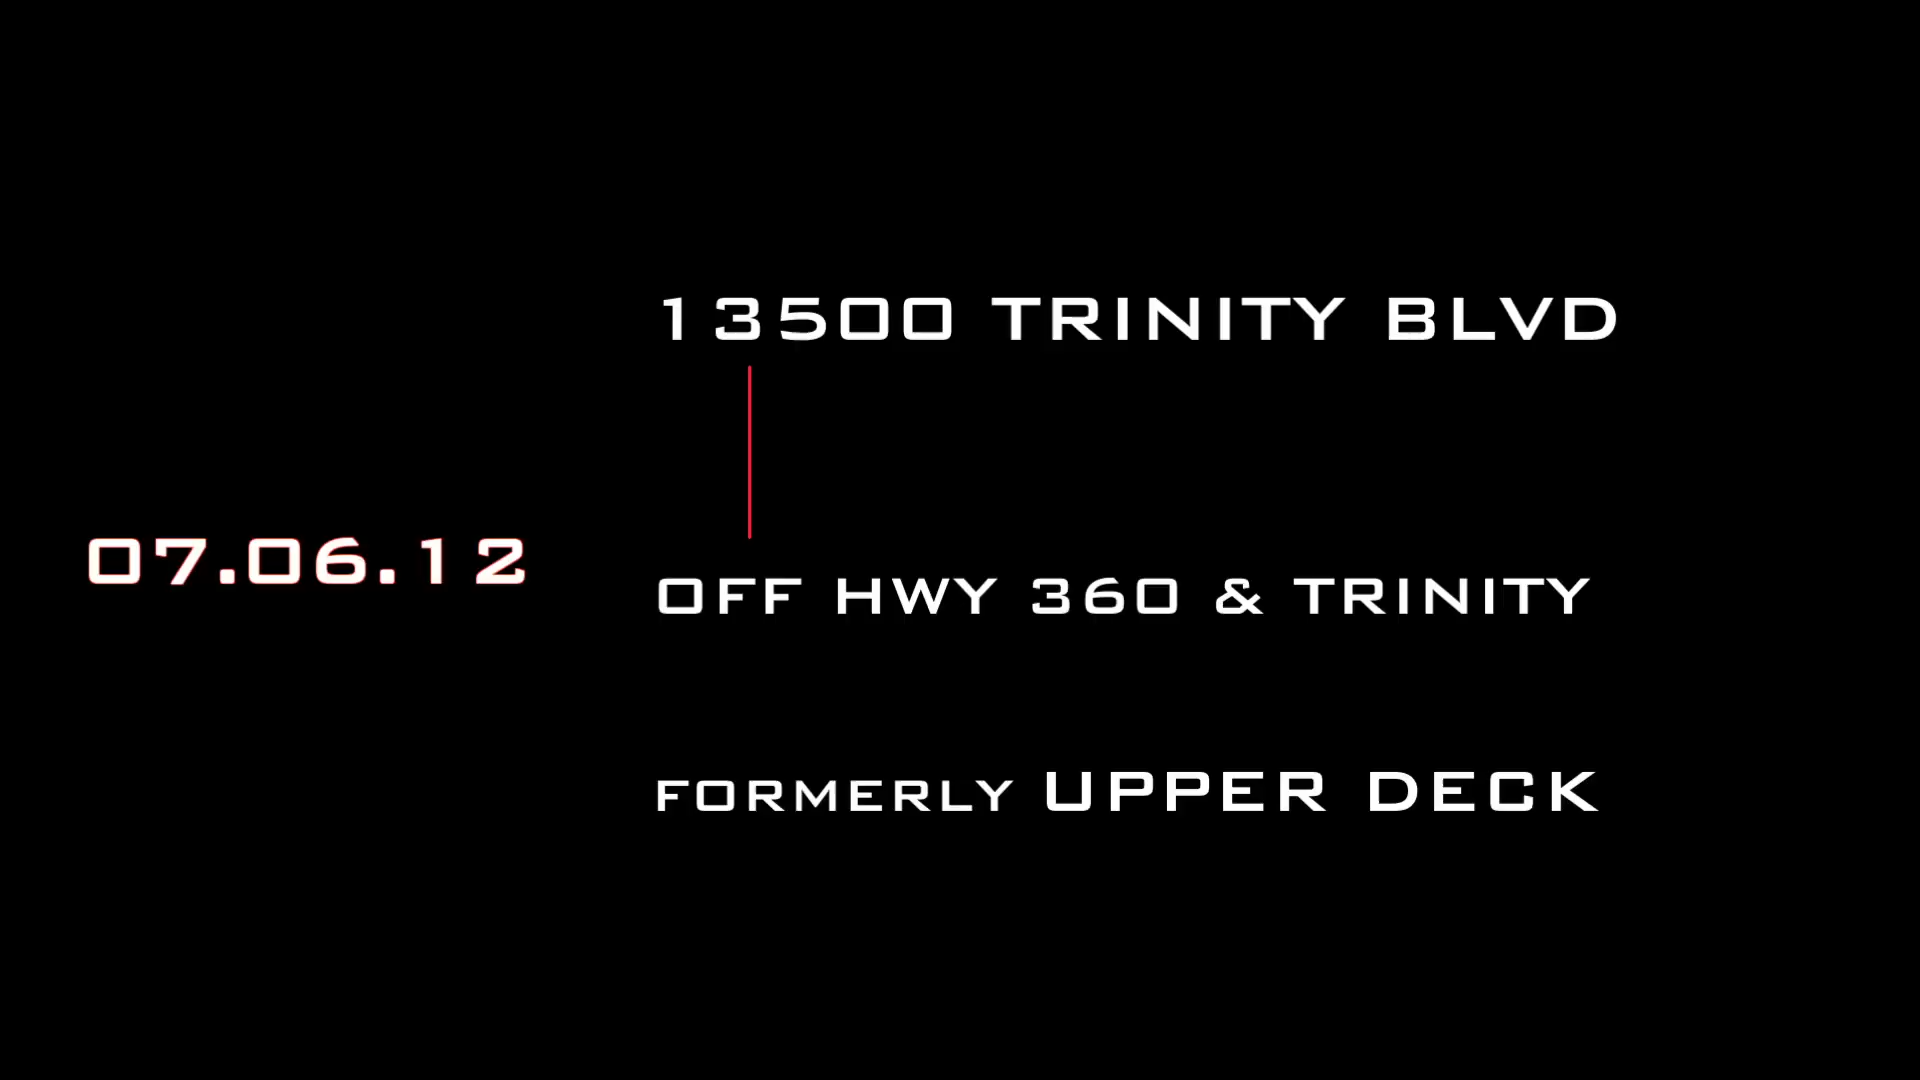 13500 TRINITY BLVD
07.06.12
OFF HWY 360 & TRINITY
FORMERLY UPPER DECK